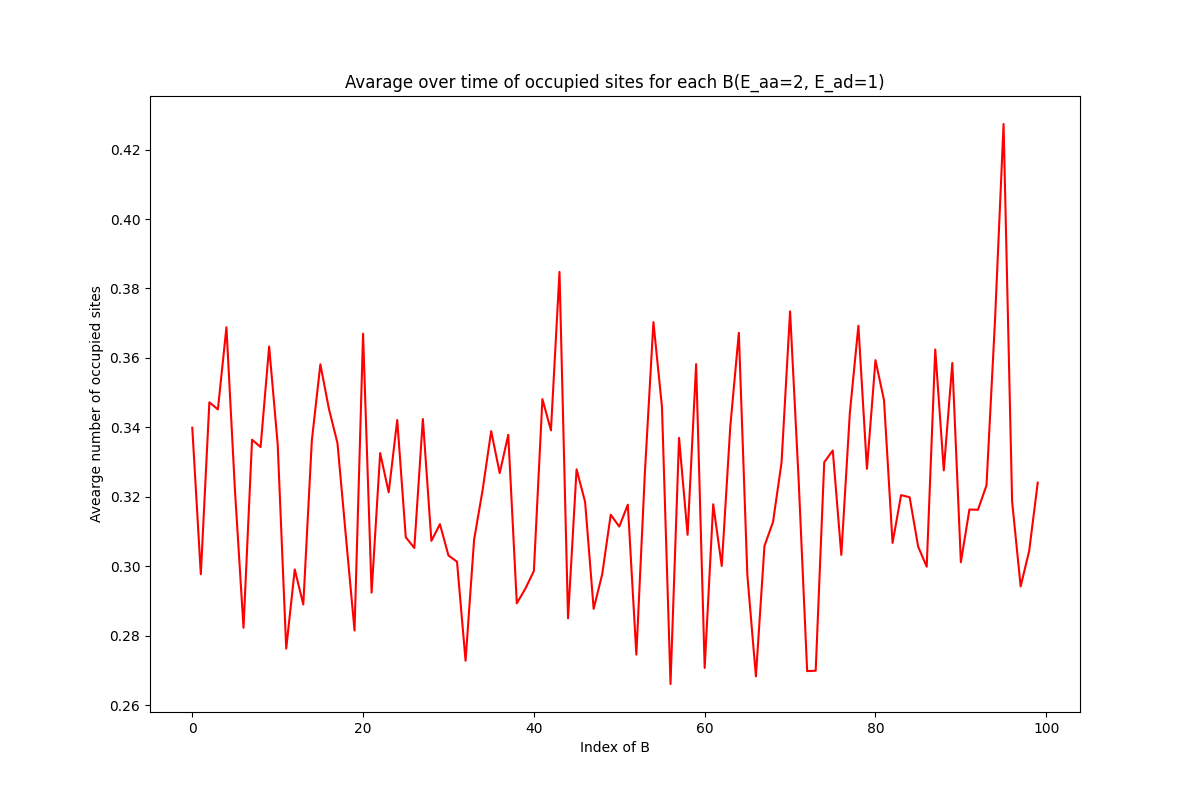 Avarage over time of occupied sites for each B(E_aa=2, E_ad=1)
Avearge number of occupied sites
0.42
0.40
0.38
0.36
0.34
0.32
0.30
0.28
0.26
0 20 40 60 80 100
Index of B